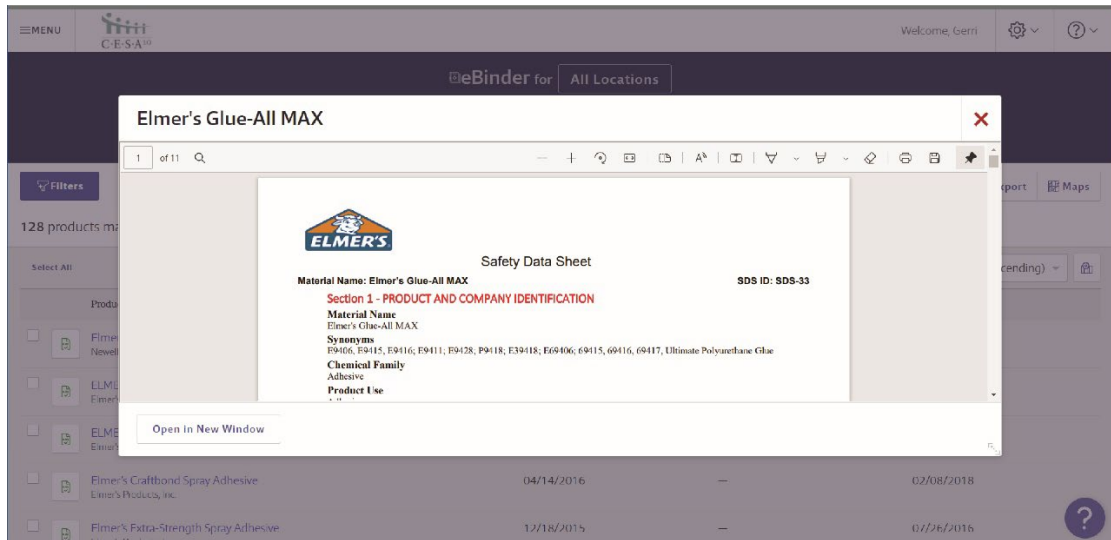 MENU
C·E·S·A 10
Welcome, Gerri
eBinder for All Locations
Elmer's Glue-All MAX
1 of 11
Filters
Maps
128 products
Select All
ELMER'S
Safety Data Sheet
Material Name: Elmer's Glue-All MAX SDS ID: SDS-33
Section 1 - PRODUCT AND COMPANY IDENTIFICATION
Material Name
Elmer's Glue-All MAX
Synonyms
E9406, E9415, E9416; E9411; E9428; P9418; E39418; E69406; 69415, 69416, 69417, Ultimate Polyurethane Glue
Chemical Family
Adhesive
Product Use
Open in New Window
Elmer's Craftbond Spray Adhesive 04/14/2016 — 02/08/2018
Elmer's Products, Inc.
Elmer's Extra-Strength Spray Adhesive 12/18/2015 — 07/26/2016